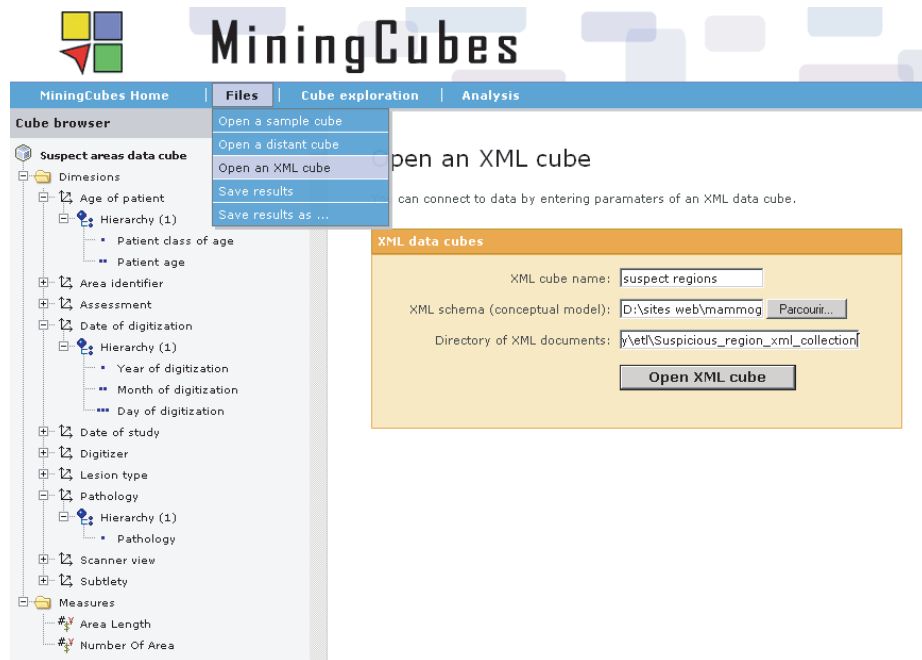 MiningCubes
MiningCubes Home | Files | Cube exploration | Analysis
Cube browser
Suspect areas data cube
Dimesions
Age of patient
Hierarchy (1)
Patient class of age
Patient age
Area identifier
Assessment
Date of digitization
Hierarchy (1)
Year of digitization
Month of digitization
Day of digitization
Date of study
Digitizer
Lesion type
Pathology
Hierarchy (1)
Pathology
Scanner view
Subtlety
Measures
Area Length
Number Of Area
Open a sample cube
Open a distant cube
Open an XML cube
Save results
Save results as ...
pen an XML cube
can connect to data by entering paramaters of an XML data cube.
XML data cubes
XML cube name: suspect regions
XML schema (conceptual model): D:\sites web\mammog Parcourir...
Directory of XML documents: y\etl\Suspicious_region_xml_collection
Open XML cube